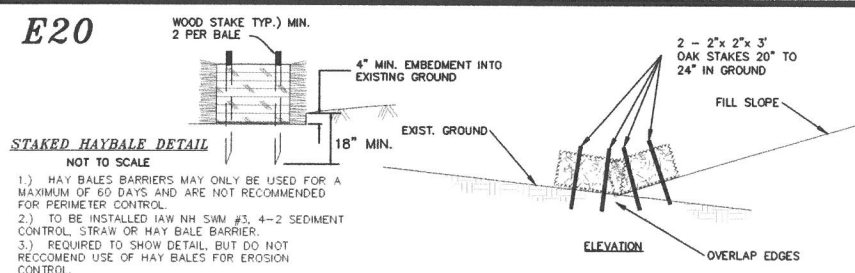 E20
WOOD STAKE TYP.) MIN.
2 PER BALE
4" MIN. EMBEDMENT INTO
EXISTING GROUND
18" MIN.
STAKED HAYBALE DETAIL
NOT TO SCALE
1.) HAY BALES BARRIERS MAY ONLY BE USED FOR A
MAXIMUM OF 60 DAYS AND ARE NOT RECOMMENDED
FOR PERIMETER CONTROL.
2.) TO BE INSTALLED IAW NH SWM #3, 4-2 SEDIMENT
CONTROL, STRAW OR HAY BALE BARRIER.
3.) REQUIRED TO SHOW DETAIL, BUT DO NOT
RECCOMEND USE OF HAY BALES FOR EROSION
CONTROL.
2 - 2"x 2"x 3'
OAK STAKES 20" TO
24" IN GROUND
FILL SLOPE
EXIST. GROUND
ELEVATION
OVERLAP EDGES